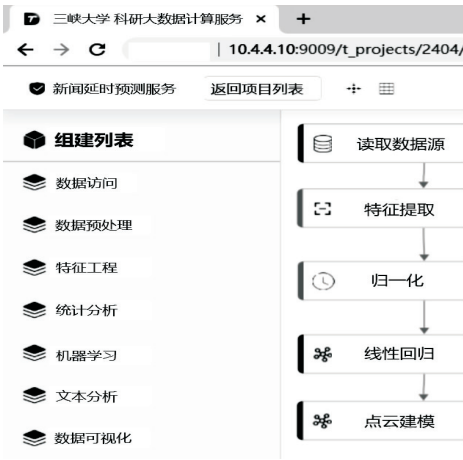 三峡大学 科研大数据计算服务 × +
10.4.4.10:9009/t_projects/2404/
新闻延时预测服务 返回项目列表
组建列表
数据访问
数据预处理
特征工程
统计分析
机器学习
文本分析
数据可视化
读取数据源
特征提取
归一化
线性回归
点云建模